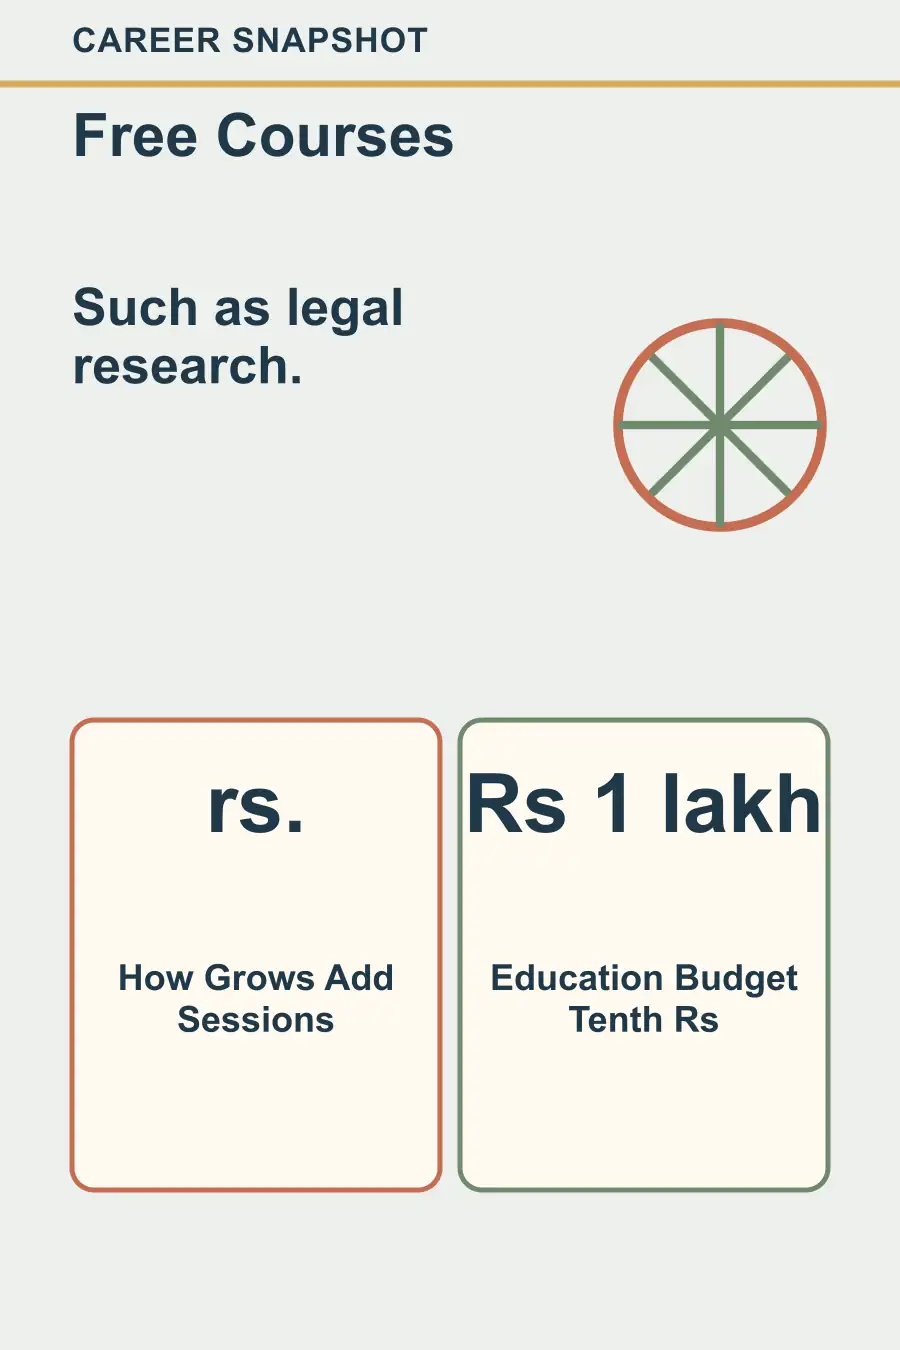 CAREER SNAPSHOT
Free Courses
Such as legal
research.
rs.
How Grows Add
Sessions
Rs 1 lakh
Education Budget
Tenth Rs